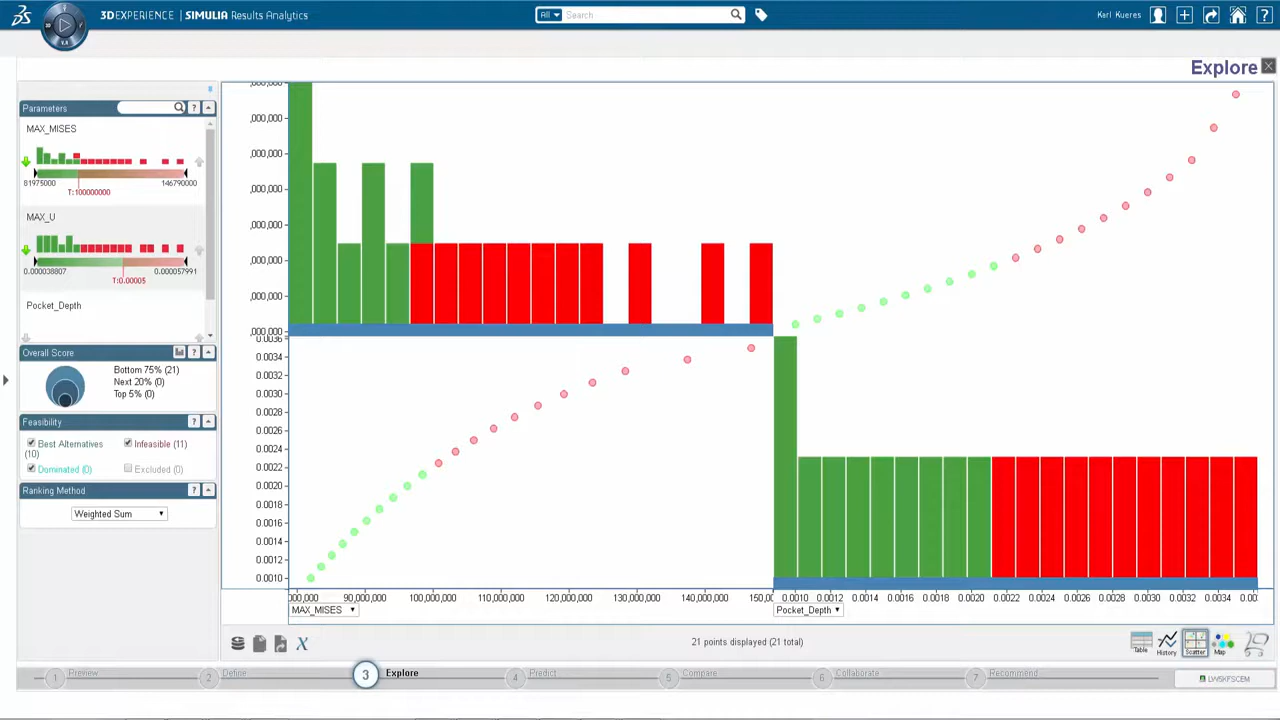 3DEXPERIENCE | SIMULIA Results Analytics
All
Search
Karl Kueres
?
Explore
Parameters
?
MAX_MISES
81975000
146790000
T:100000000
MAX_U
0.000038807
0.000057991
T:0.00005
Pocket_Depth
Overall Score
?
Bottom 75% (21)
Next 20% (0)
Top 5% (0)
Feasibility
?
Best Alternatives (10)
Infeasible (11)
Dominated (0)
Excluded (0)
Ranking Method
?
Weighted Sum
,000,000
,000,000
,000,000
,000,000
,000,000
,000,000
,000,000
,000,000
0.0036
0.0034
0.0032
0.0030
0.0028
0.0026
0.0024
0.0022
0.0020
0.0018
0.0016
0.0014
0.0012
0.0010
000,000 90,000,000 100,000,000 110,000,000 120,000,000 130,000,000 140,000,000 150,0
0.0010 0.0012 0.0014 0.0016 0.0018 0.0020 0.0022 0.0024 0.0026 0.0028 0.0030 0.0032 0.0034 0.00
MAX_MISES
Pocket_Depth
X
21 points displayed (21 total)
Table
History
Scatter
Map
1 Preview
2 Define
3 Explore
4 Predict
5 Compare
6 Collaborate
7 Recommend